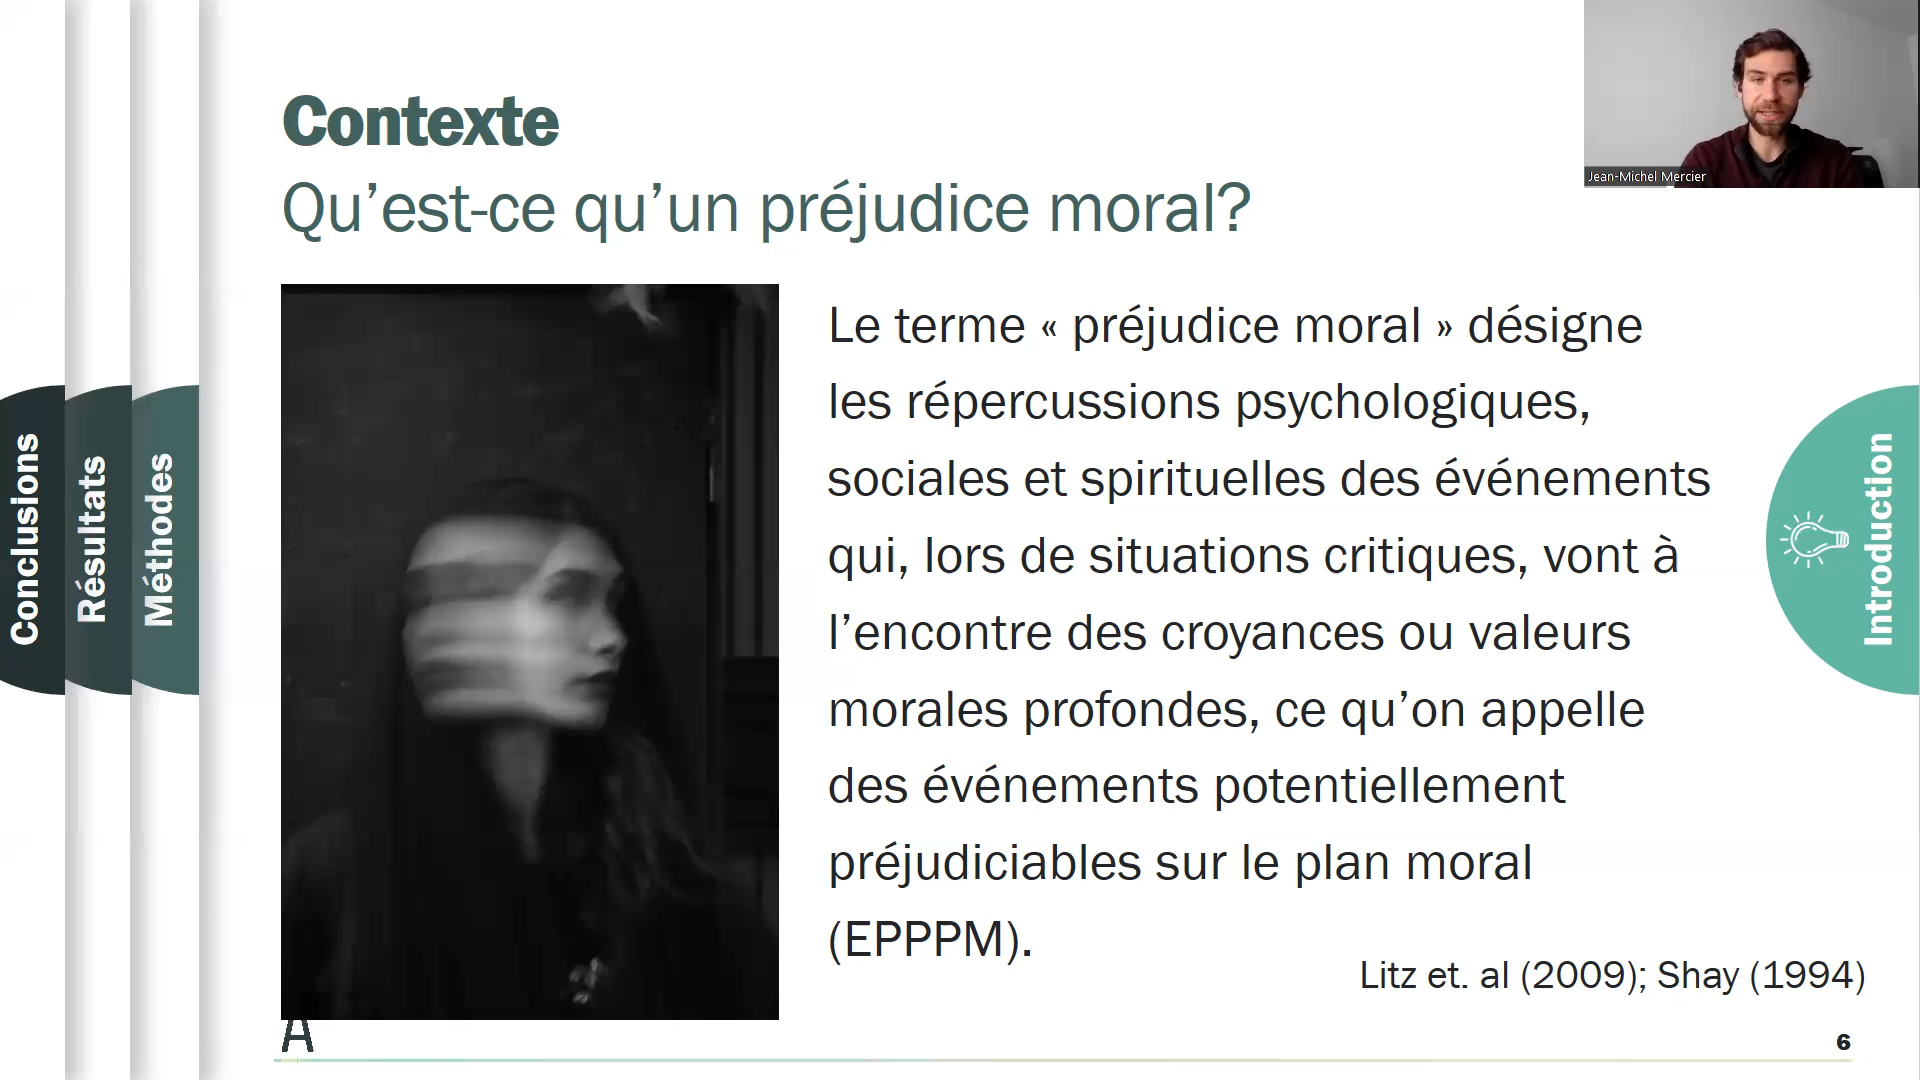 Contexte
Qu’est-ce qu’un préjudice moral?
Jean-Michel Mercier
Le terme « préjudice moral » désigne
les répercussions psychologiques,
sociales et spirituelles des événements
qui, lors de situations critiques, vont à
l’encontre des croyances ou valeurs
morales profondes, ce qu’on appelle
des événements potentiellement
préjudiciables sur le plan moral
(EPPPM).
Litz et. al (2009); Shay (1994)
Conclusions
Résultats
Méthodes
Introduction
A
6